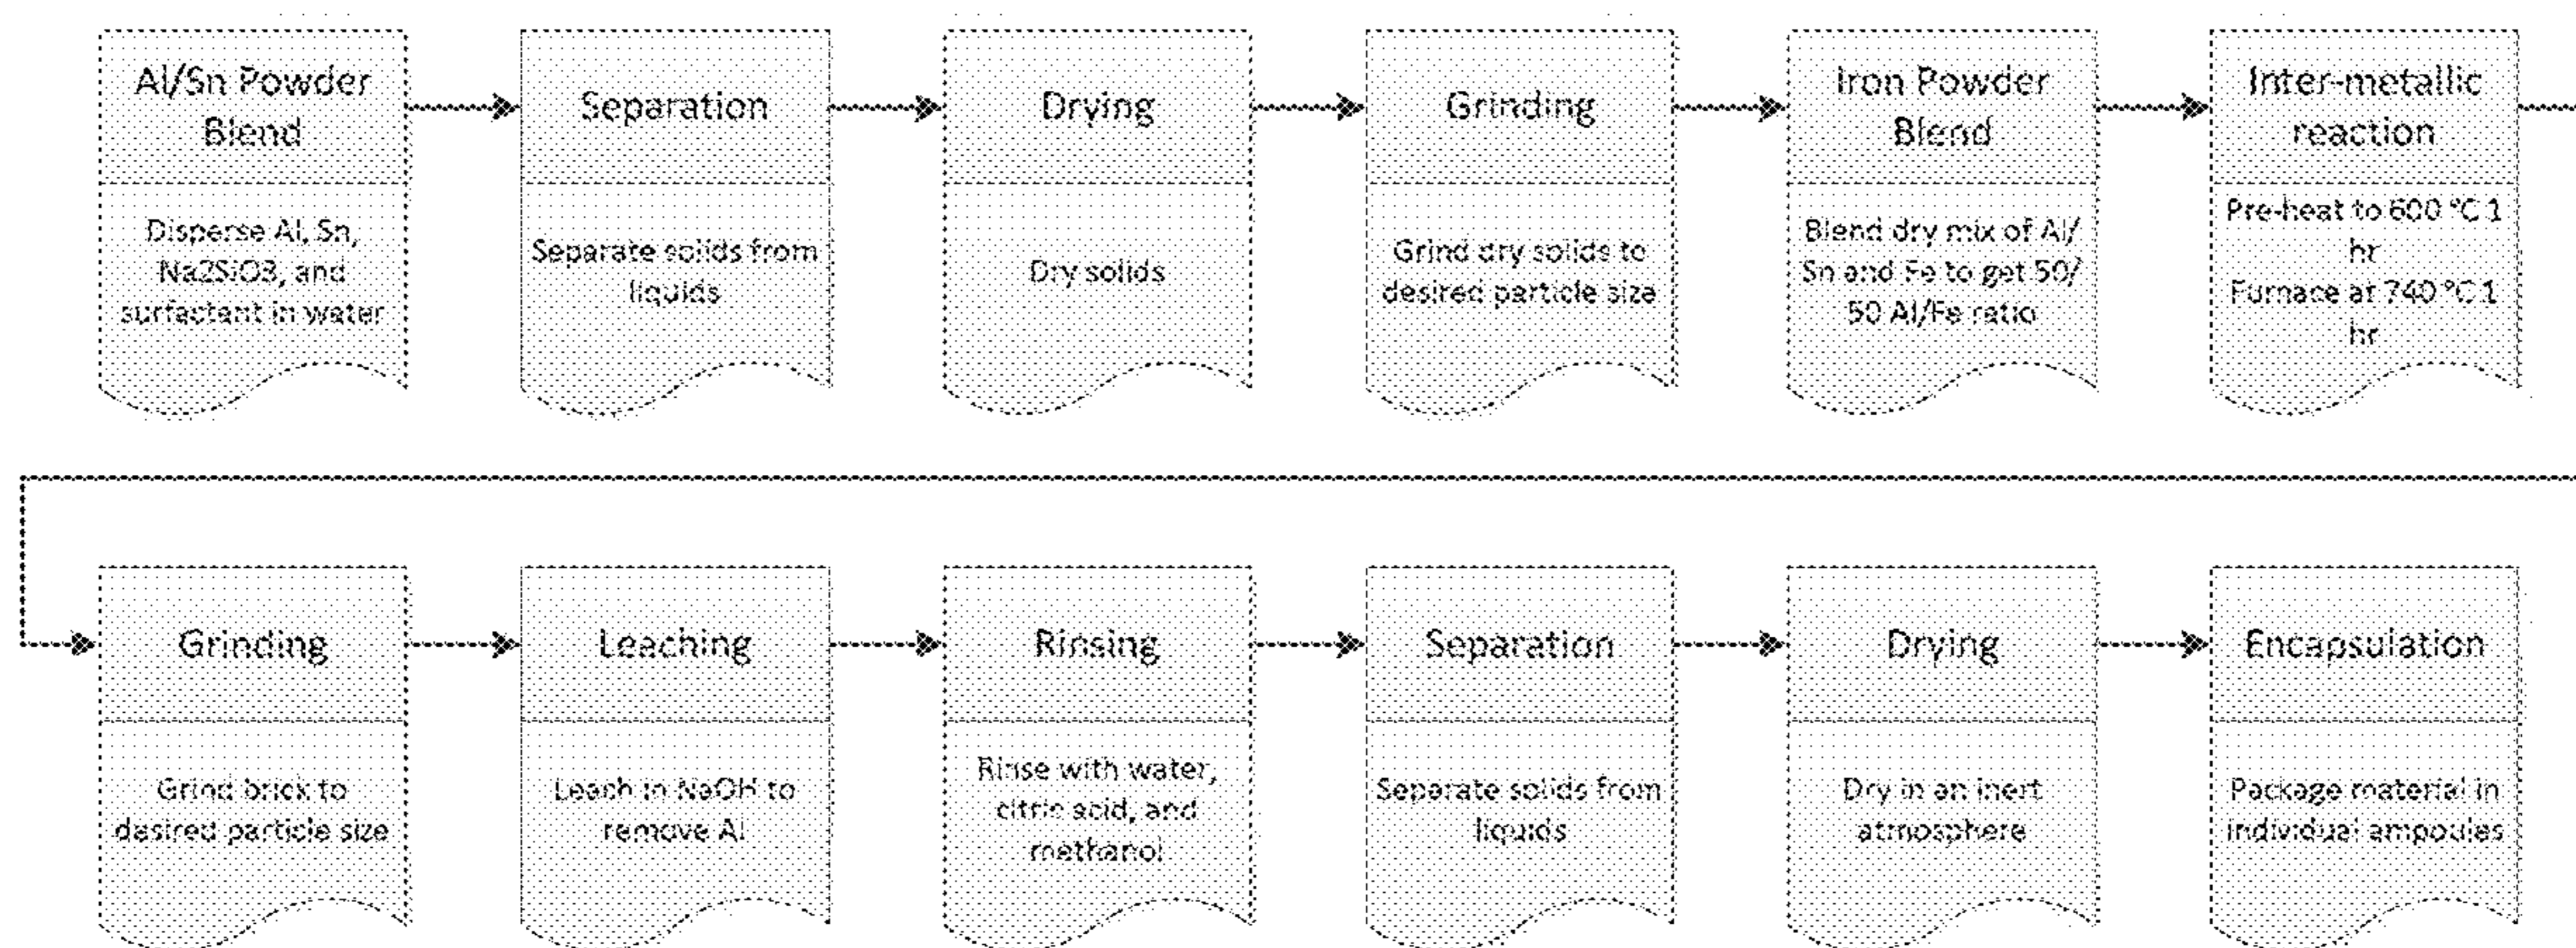 Al/Sn Powder
Blend
Disperse Al, Sn,
Na2SiO3, and
surfactant in water
Separation
Separate solids from
liquids
Drying
Dry solids
Grinding
Grind dry solids to
desired particle size
Iron Powder
Blend
Blend dry mix of Al/
Sn and Fe to get 50/
50 Al/Fe ratio
Inter-metallic
reaction
Pre-heat to 600 °C 1
hr
Furnace at 740 °C 1
hr
Grinding
Grind brick to
desired particle size
Leaching
Leach in NaOH to
remove Al
Rinsing
Rinse with water,
citric acid, and
methanol
Separation
Separate solids from
liquids
Drying
Dry in an inert
atmosphere
Encapsulation
Package material in
individual ampoules